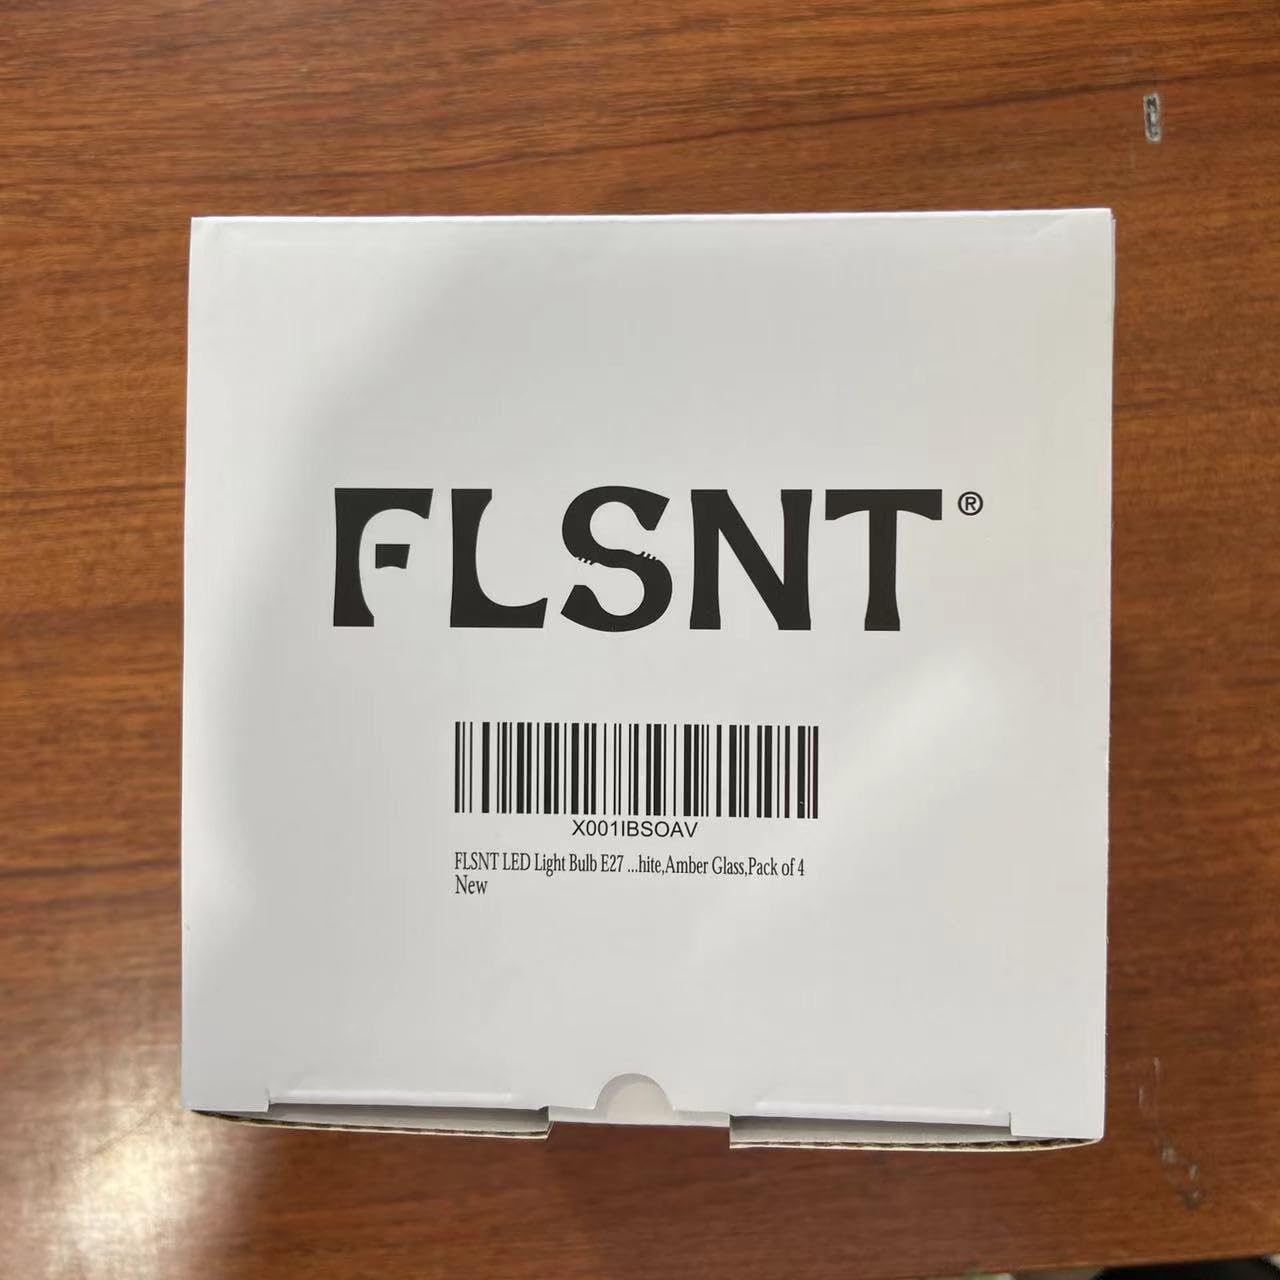 FLSNT®
X001IBSOAV
FLSNT LED Light Bulb E27 ...hite,Amber Glass,Pack of 4
New